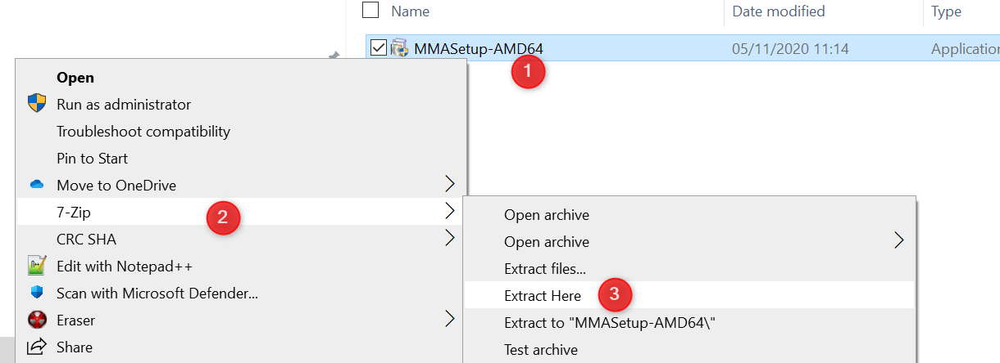 Name Date modified Type
MMASetup-AMD64 05/11/2020 11:14 Application
1
Open
Run as administrator
Troubleshoot compatibility
Pin to Start
Move to OneDrive
7-Zip 2
CRC SHA
Edit with Notepad++
Scan with Microsoft Defender...
Eraser
Share
Open archive
Open archive
Extract files...
Extract Here 3
Extract to "MMASetup-AMD64\"
Test archive